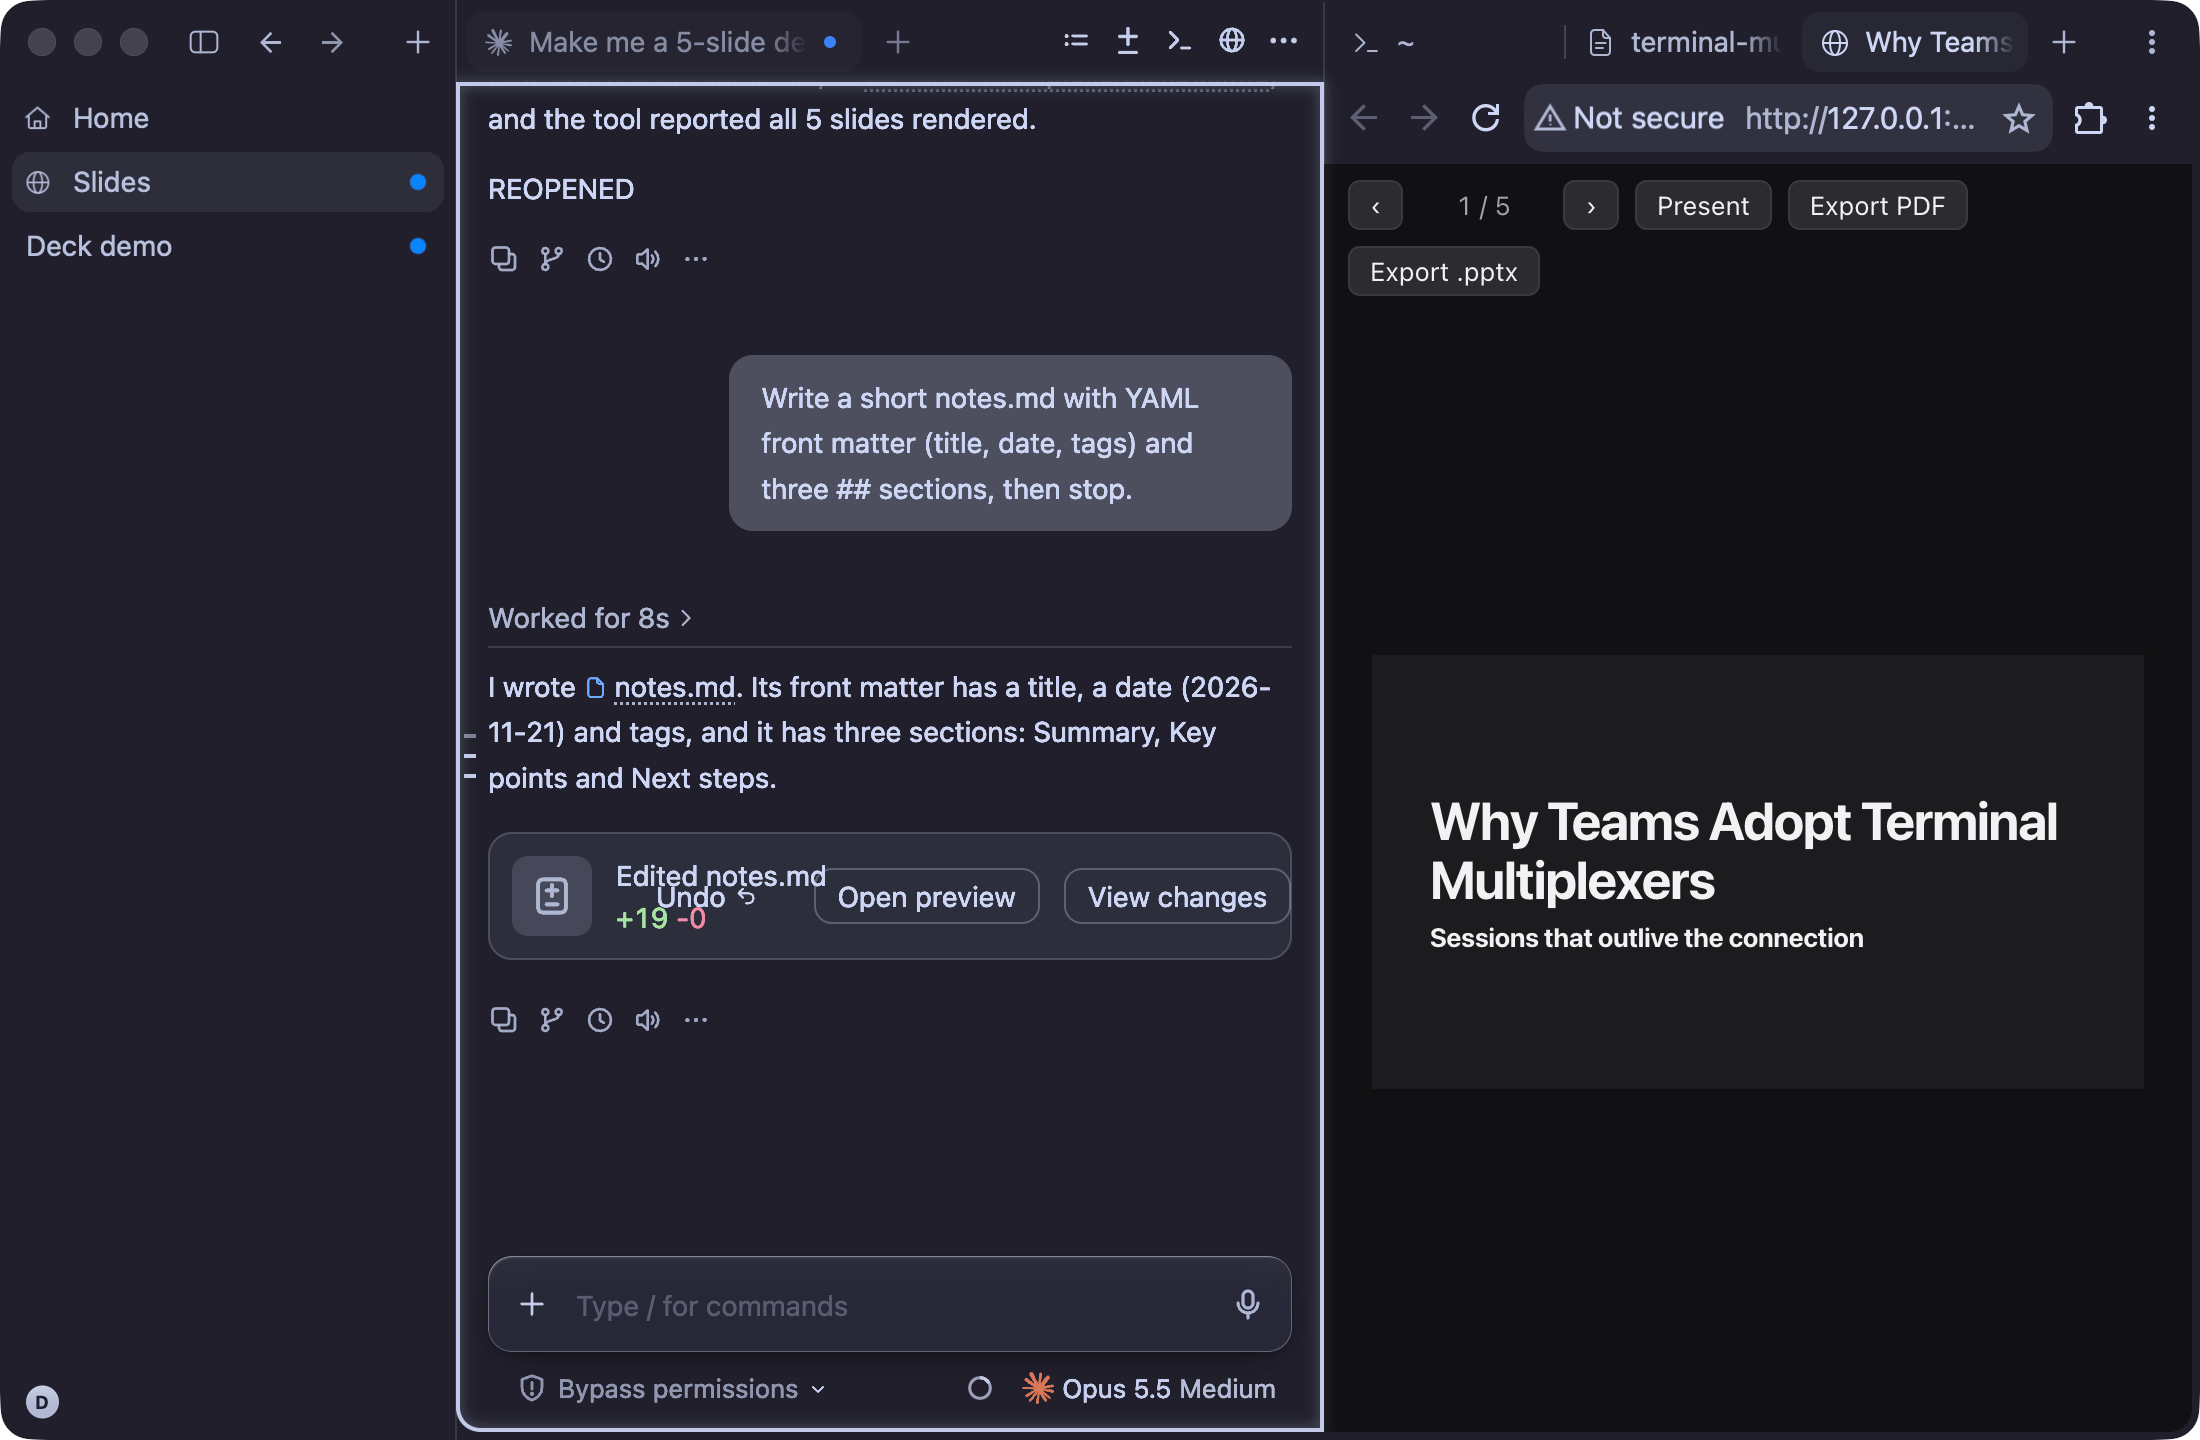 Make me a 5-slide de
~
terminal-mu
Why Teams
Home
Slides
Deck demo
Not secure http://127.0.0.1:...
and the tool reported all 5 slides rendered.
REOPENED
Write a short notes.md with YAML
front matter (title, date, tags) and
three ## sections, then stop.
Worked for 8s
I wrote notes.md. Its front matter has a title, a date (2026-
11-21) and tags, and it has three sections: Summary, Key
points and Next steps.
Edited notes.md
+19 -0
Undo
Open preview
View changes
Type / for commands
Bypass permissions
Opus 5.5 Medium
D
‹
1 / 5
›
Present
Export PDF
Export .pptx
Why Teams Adopt Terminal
Multiplexers
Sessions that outlive the connection